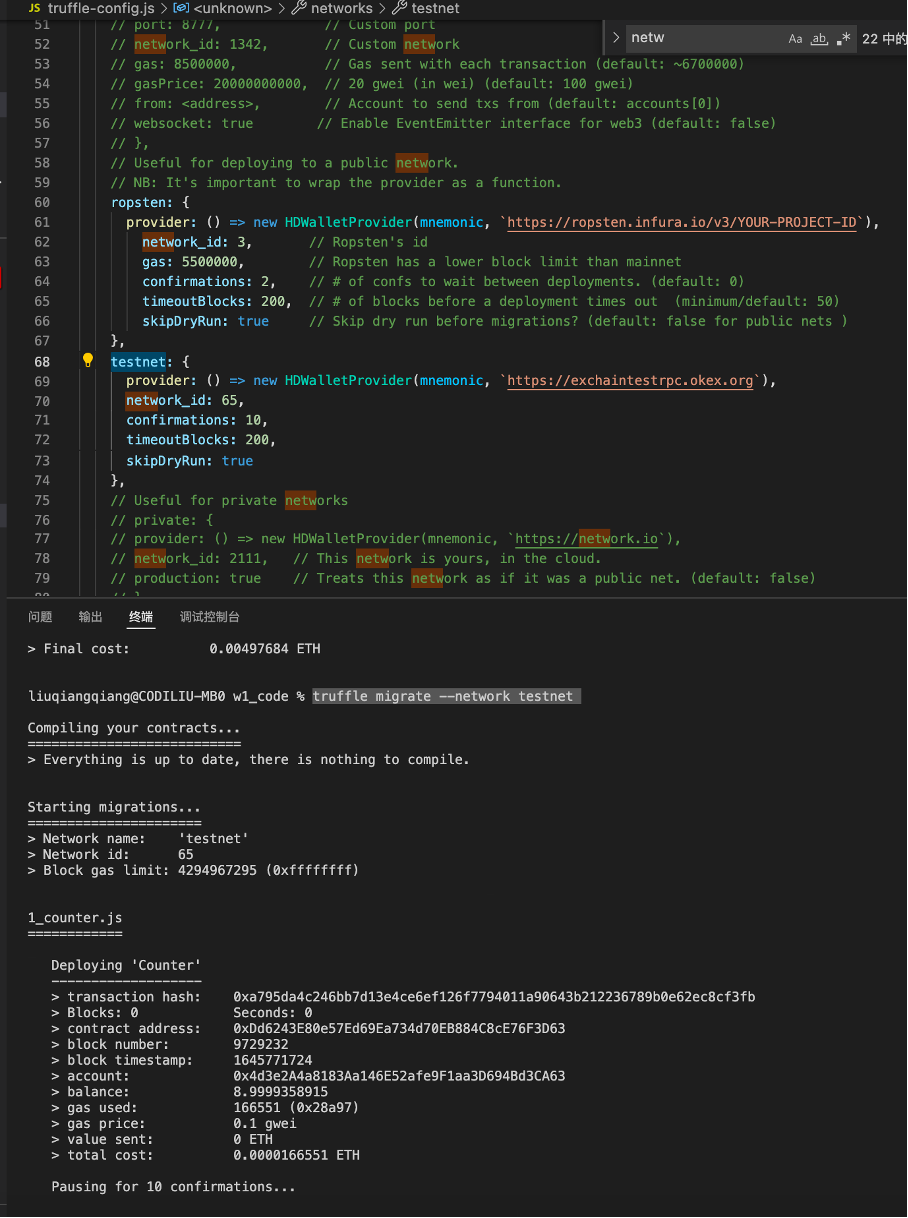 JS truffle-config.js > <unknown> > networks > testnet
netw Aa ab. .* 22 中的
51 // port: 8777, // Custom port
52 // network_id: 1342, // Custom network
53 // gas: 8500000, // Gas sent with each transaction (default: ~6700000)
54 // gasPrice: 20000000000, // 20 gwei (in wei) (default: 100 gwei)
55 // from: <address>, // Account to send txs from (default: accounts[0])
56 // websocket: true // Enable EventEmitter interface for web3 (default: false)
57 // },
58 // Useful for deploying to a public network.
59 // NB: It's important to wrap the provider as a function.
60 ropsten: {
61 provider: () => new HDWalletProvider(mnemonic, `https://ropsten.infura.io/v3/YOUR-PROJECT-ID`),
62 network_id: 3, // Ropsten's id
63 gas: 5500000, // Ropsten has a lower block limit than mainnet
64 confirmations: 2, // # of confs to wait between deployments. (default: 0)
65 timeoutBlocks: 200, // # of blocks before a deployment times out (minimum/default: 50)
66 skipDryRun: true // Skip dry run before migrations? (default: false for public nets )
67 },
68 testnet: {
69 provider: () => new HDWalletProvider(mnemonic, `https://exchaintestrpc.okex.org`),
70 network_id: 65,
71 confirmations: 10,
72 timeoutBlocks: 200,
73 skipDryRun: true
74 },
75 // Useful for private networks
76 // private: {
77 // provider: () => new HDWalletProvider(mnemonic, `https://network.io`),
78 // network_id: 2111, // This network is yours, in the cloud.
79 // production: true // Treats this network as if it was a public net. (default: false)
80 // }
问题 输出 终端 调试控制台
> Final cost: 0.00497684 ETH
liuqiangqiang@CODILIU-MB0 w1_code % truffle migrate --network testnet
Compiling your contracts...
===========================
> Everything is up to date, there is nothing to compile.
Starting migrations...
======================
> Network name: 'testnet'
> Network id: 65
> Block gas limit: 4294967295 (0xffffffff)
1_counter.js
============
Deploying 'Counter'
-------------------
> transaction hash: 0xa795da4c246bb7d13e4ce6ef126f7794011a90643b212236789b0e62ec8cf3fb
> Blocks: 0 Seconds: 0
> contract address: 0xDd6243E80e57Ed69Ea734d70EB884C8cE76F3D63
> block number: 9729232
> block timestamp: 1645771724
> account: 0x4d3e2A4a8183Aa146E52afe9F1aa3D694Bd3CA63
> balance: 8.9999358915
> gas used: 166551 (0x28a97)
> gas price: 0.1 gwei
> value sent: 0 ETH
> total cost: 0.0000166551 ETH
Pausing for 10 confirmations...